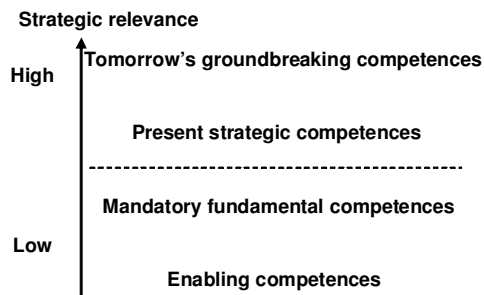 Strategic relevance
Tomorrow's groundbreaking competences
High
Present strategic competences
Mandatory fundamental competences
Low
Enabling competences